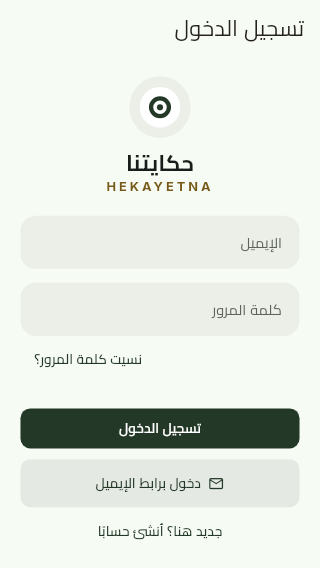 تسجيل الدخول
حكايتنا
HEKAYETNA
الإيميل
كلمة المرور
نسيت كلمة المرور؟
تسجيل الدخول
دخول برابط الإيميل
جديد هنا؟ أنشئ حسابًا